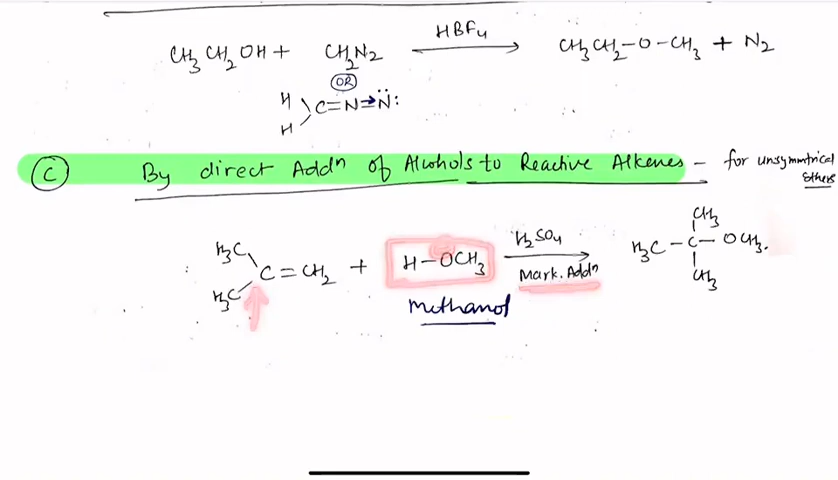 CH3CH2OH + CH2N2 HBF4 → CH3CH2-O-CH3 + N2
OR
H H C=N→N̈:
C By direct Addn of Alcohols to Reactive Alkenes - for unsymmtrical
ethers
H3C H3C C=CH2 + H-OCH3 H2SO4 → H3C-C-OCH3.
CH3
CH3
Mark. Addn
methanol